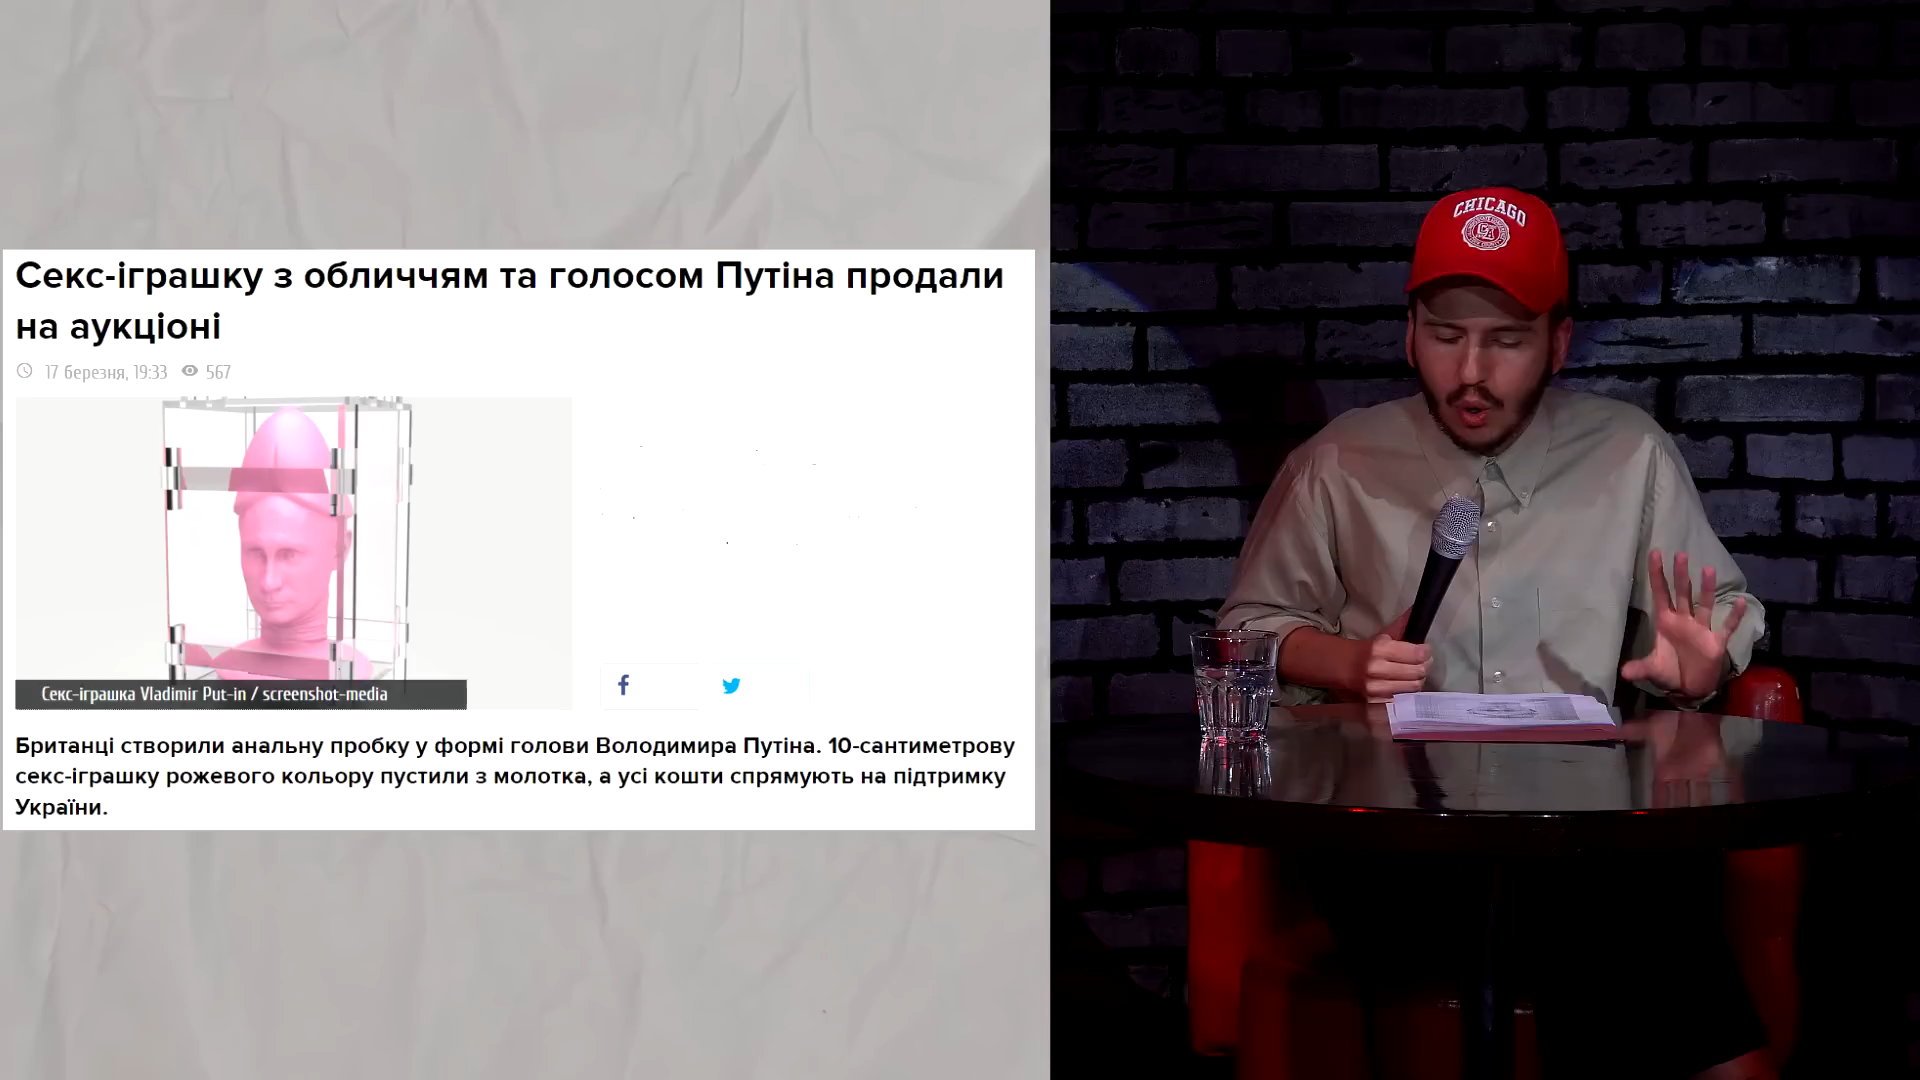 Секс-іграшку з обличчям та голосом Путіна продали
на аукціоні
17 березня, 19:33 567
Секс-іграшка Vladimir Put-in / screenshot-media
Британці створили анальну пробку у формі голови Володимира Путіна. 10-сантиметрову
секс-іграшку рожевого кольору пустили з молотка, а усі кошти спрямують на підтримку
України.
CHICAGO